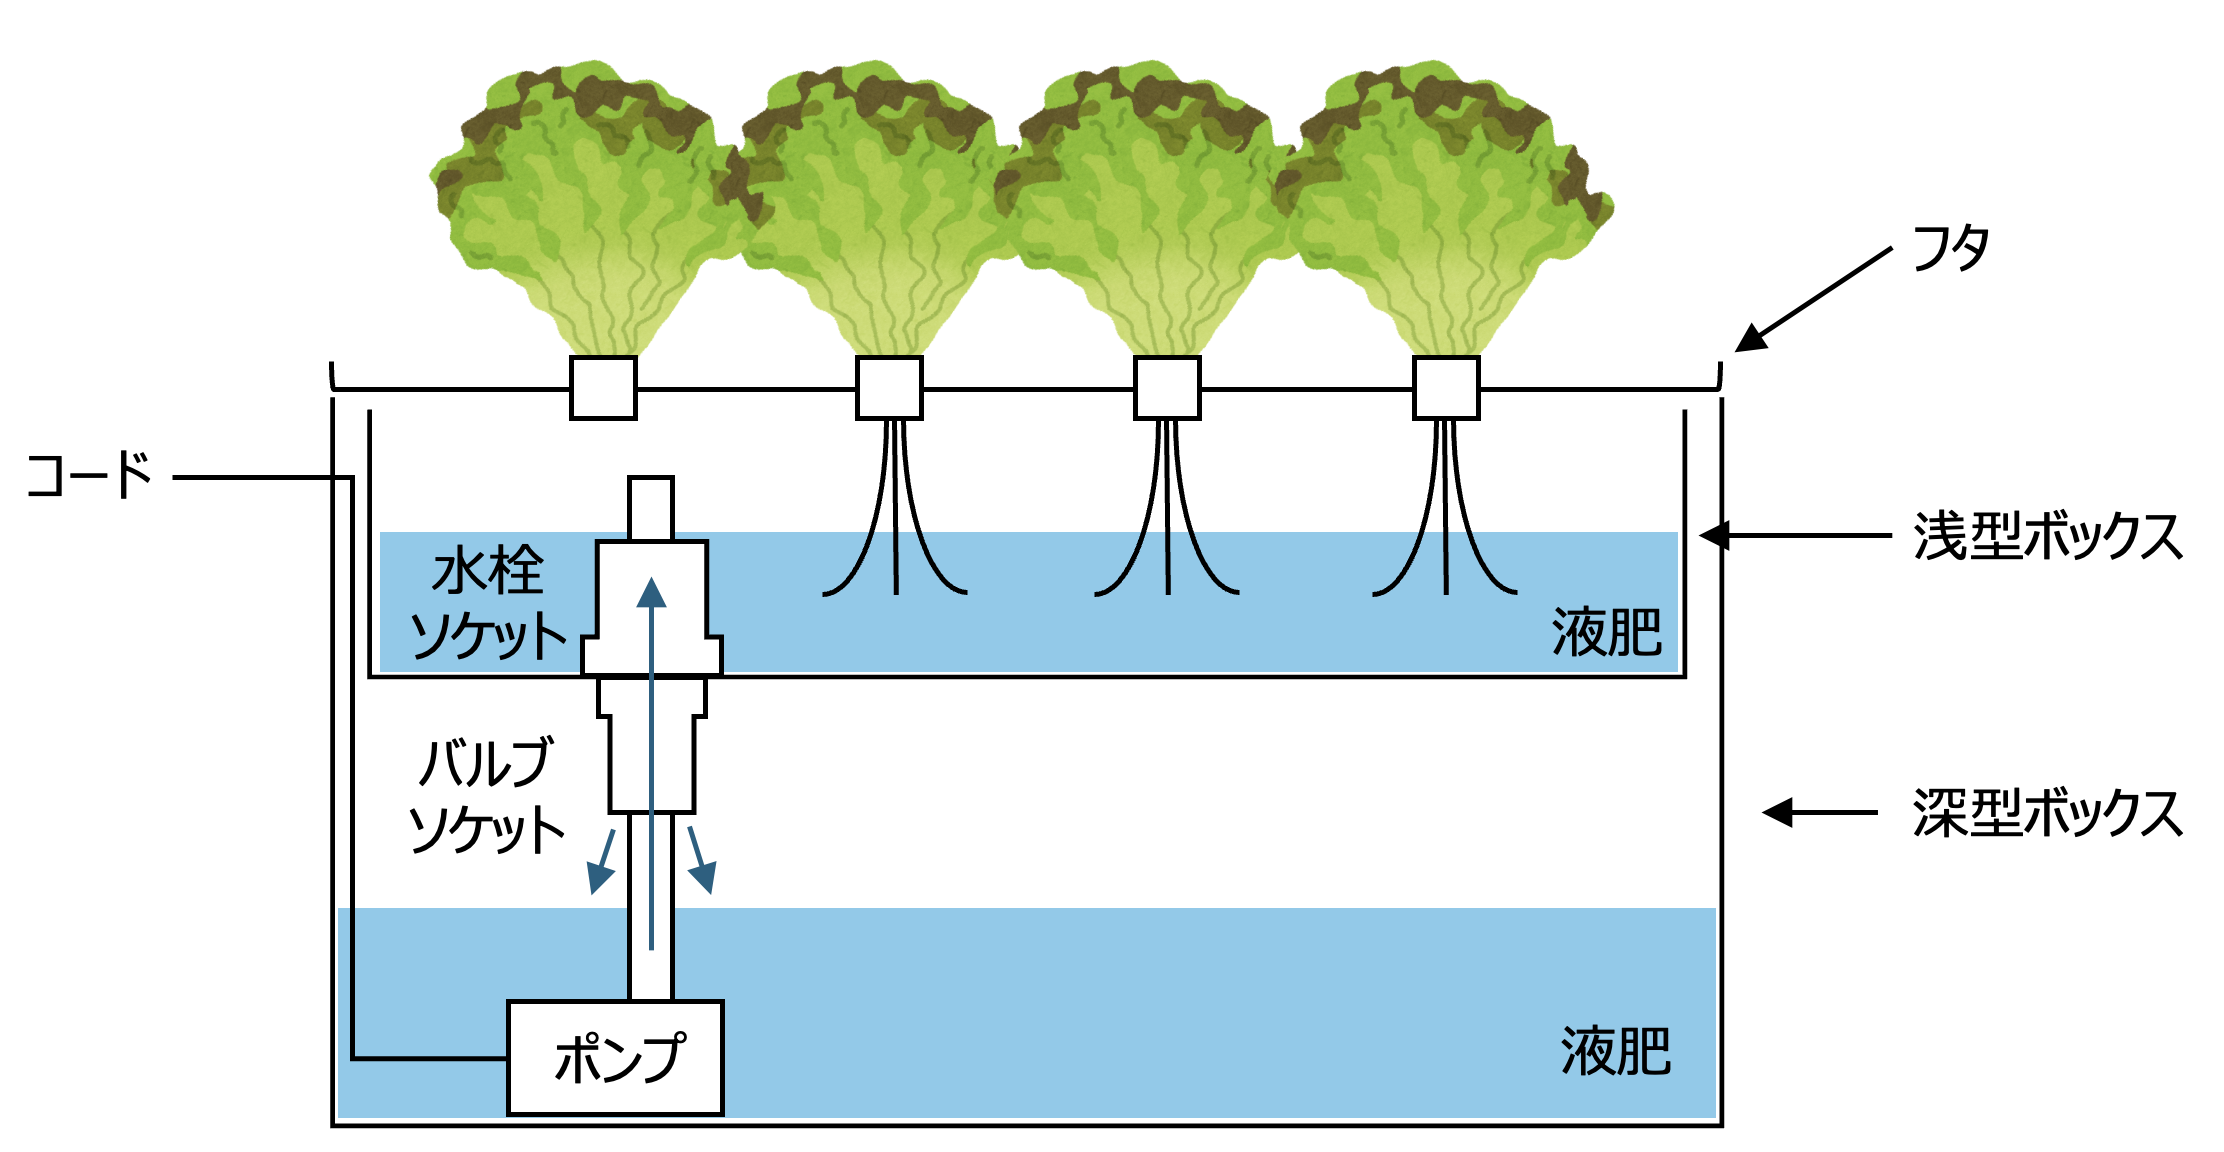 フタ
コード
浅型ボックス
水栓
ソケット
液肥
バルブ
ソケット
深型ボックス
液肥
ポンプ